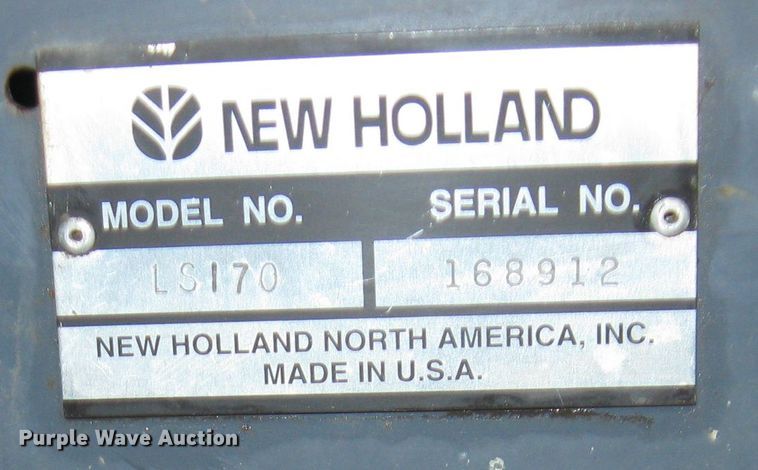 NEW HOLLAND
MODEL NO. SERIAL NO.
LS170 168912
NEW HOLLAND NORTH AMERICA, INC.
MADE IN U.S.A.
Purple Wave Auction